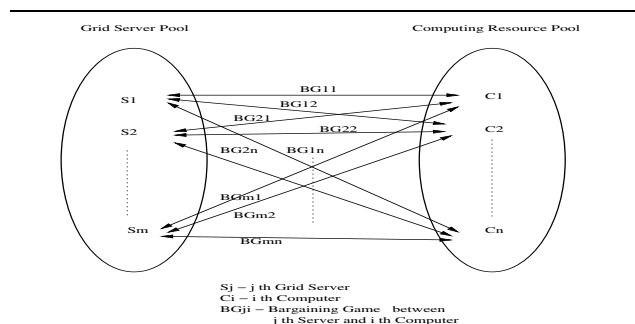 Grid Server Pool
Computing Resource Pool
S1
BG11
C1
BG12
BG21
S2
BG22
C2
BG2n
BG1n
BGm1
BGm2
Sm
BGmn
Cn
Sj – j th Grid Server
Ci – i th Computer
BGji – Bargaining Game between
j th Server and i th Computer